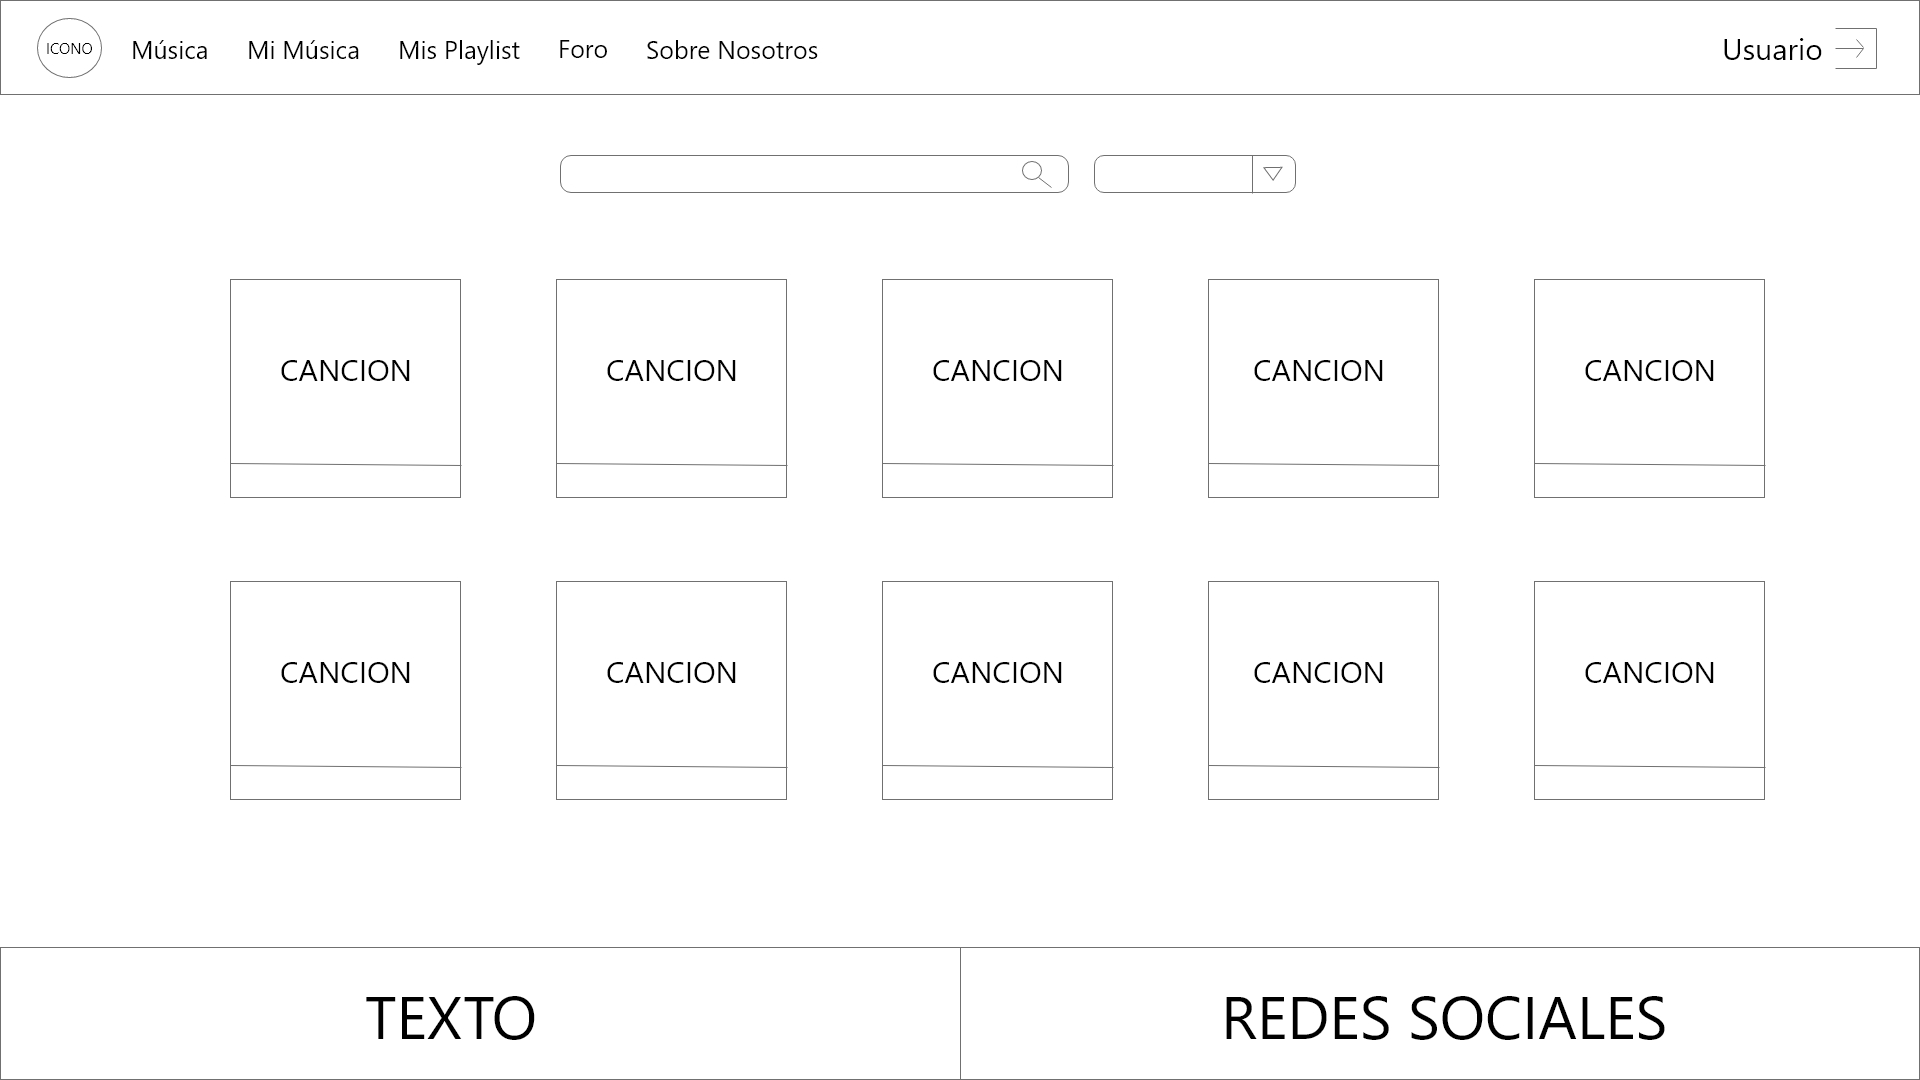 ICONO
Música
Mi Música
Mis Playlist
Foro
Sobre Nosotros
Usuario
CANCION
CANCION
CANCION
CANCION
CANCION
CANCION
CANCION
CANCION
CANCION
CANCION
TEXTO
REDES SOCIALES